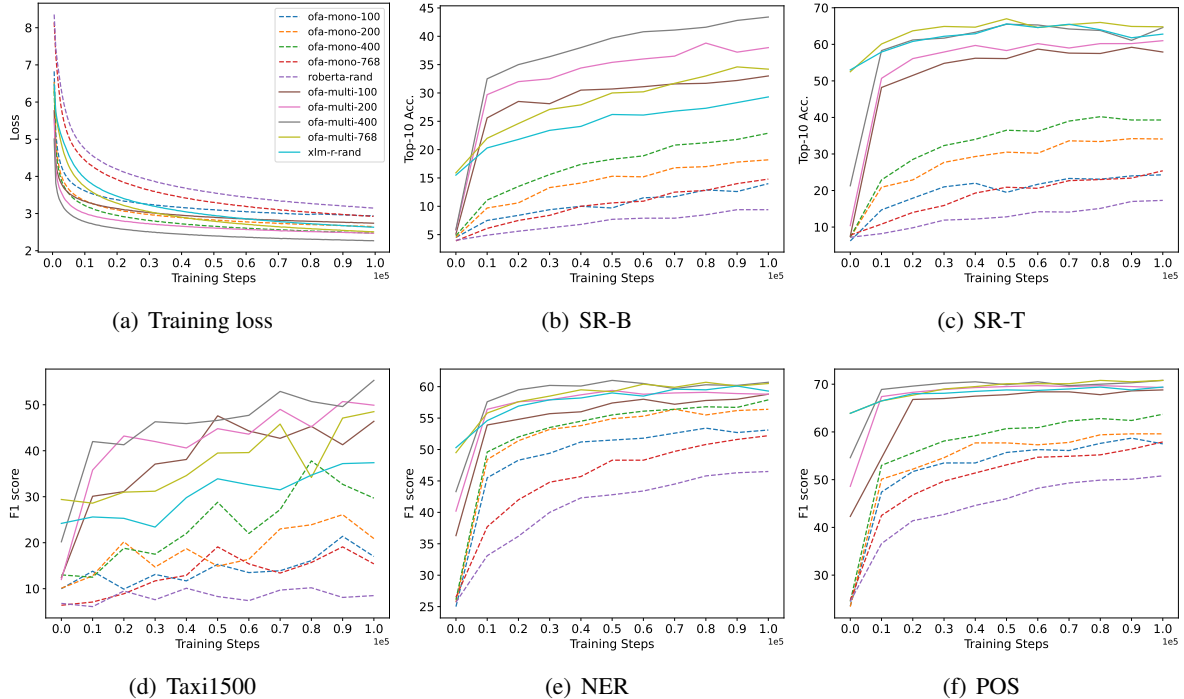 8
7
6
5
4
3
2
Loss
0.0 0.1 0.2 0.3 0.4 0.5 0.6 0.7 0.8 0.9 1.0
Training Steps
1e5
ofa-mono-100
ofa-mono-200
ofa-mono-400
ofa-mono-768
roberta-rand
ofa-multi-100
ofa-multi-200
ofa-multi-400
ofa-multi-768
xlm-r-rand
(a) Training loss
45
40
35
30
25
20
15
10
5
Top-10 Acc.
0.0 0.1 0.2 0.3 0.4 0.5 0.6 0.7 0.8 0.9 1.0
Training Steps
1e5
(b) SR-B
70
60
50
40
30
20
10
Top-10 Acc.
0.0 0.1 0.2 0.3 0.4 0.5 0.6 0.7 0.8 0.9 1.0
Training Steps
1e5
(c) SR-T
50
40
30
20
10
F1 score
0.0 0.1 0.2 0.3 0.4 0.5 0.6 0.7 0.8 0.9 1.0
Training Steps
1e5
(d) Taxi1500
60
55
50
45
40
35
30
25
F1 score
0.0 0.1 0.2 0.3 0.4 0.5 0.6 0.7 0.8 0.9 1.0
Training Steps
1e5
(e) NER
70
60
50
40
30
F1 score
0.0 0.1 0.2 0.3 0.4 0.5 0.6 0.7 0.8 0.9 1.0
Training Steps
1e5
(f) POS